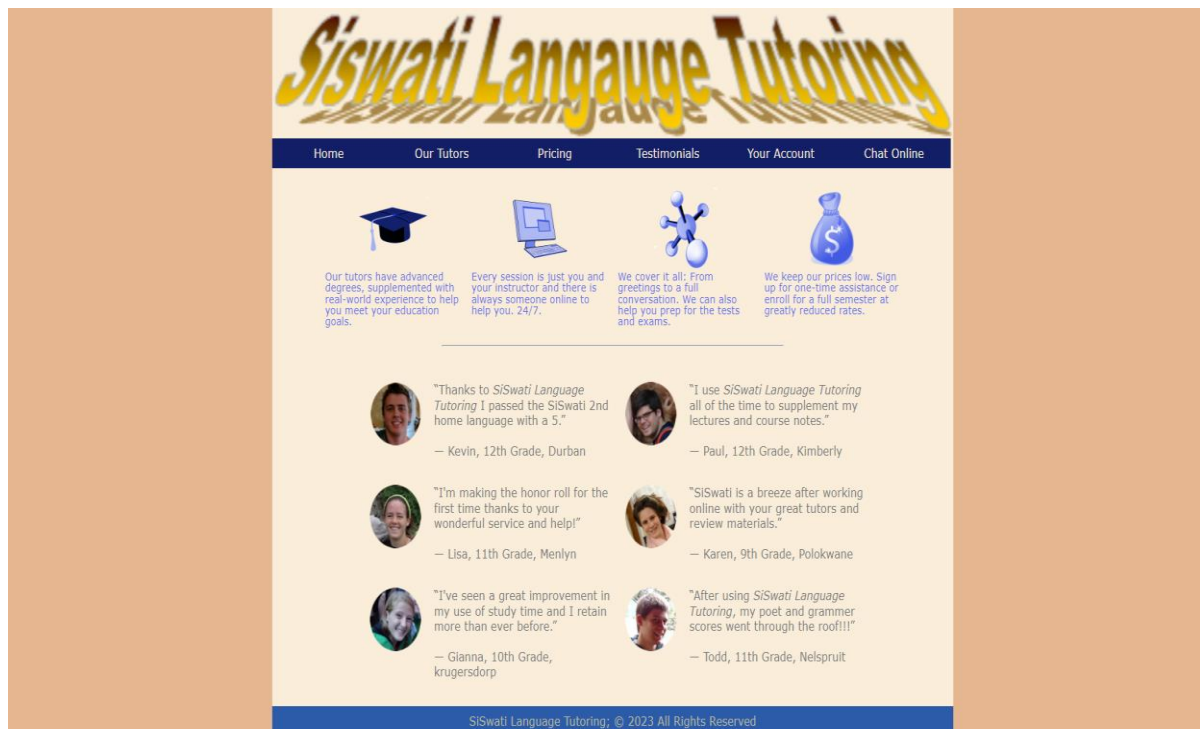 Siswati Langauge Tutoring
Home Our Tutors Pricing Testimonials Your Account Chat Online
Our tutors have advanced
degrees, supplemented with
real-world experience to help
you meet your education
goals.
Every session is just you and
your instructor and there is
always someone online to
help you. 24/7.
We cover it all: From
greetings to a full
conversation. We can also
help you prep for the tests
and exams.
$
We keep our prices low. Sign
up for one-time assistance or
enroll for a full semester at
greatly reduced rates.
"Thanks to SiSwati Language
Tutoring I passed the SiSwati 2nd
home language with a 5."
— Kevin, 12th Grade, Durban
"I use SiSwati Language Tutoring
all of the time to supplement my
lectures and course notes."
— Paul, 12th Grade, Kimberly
"I'm making the honor roll for the
first time thanks to your
wonderful service and help!"
— Lisa, 11th Grade, Menlyn
"SiSwati is a breeze after working
online with your great tutors and
review materials."
— Karen, 9th Grade, Polokwane
"I've seen a great improvement in
my use of study time and I retain
more than ever before."
— Gianna, 10th Grade,
krugersdorp
"After using SiSwati Language
Tutoring, my poet and grammer
scores went through the roof!!!"
— Todd, 11th Grade, Nelspruit
SiSwati Language Tutoring; © 2023 All Rights Reserved